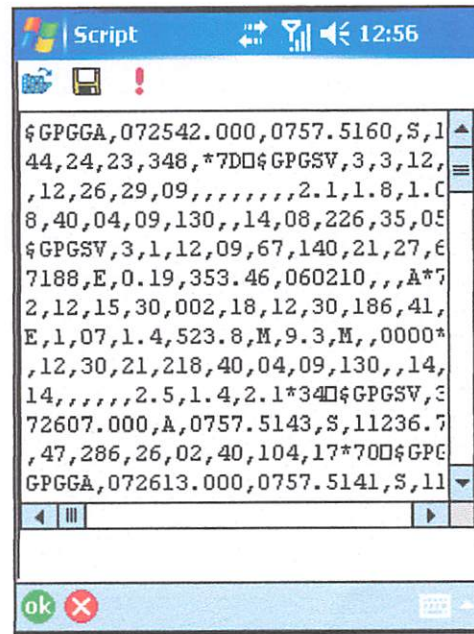 Script 12:56
$GPGGA,072542.000,0757.5160,S,1
44,24,23,348,*7D□$GPGSV,3,3,12,
,12,26,29,09,,,,,,,,2.1,1.8,1.0
8,40,04,09,130,,14,08,226,35,05
$GPGSV,3,1,12,09,67,140,21,27,6
7188,E,0.19,353.46,060210,,,A*7
2,12,15,30,002,18,12,30,186,41,
E,1,07,1.4,523.8,M,9.3,M,,0000*
,12,30,21,218,40,04,09,130,,14,
14,,,,,,2.5,1.4,2.1*34□$GPGSV,3
72607.000,A,0757.5143,S,11236.7
,47,286,26,02,40,104,17*70□$GPG
GPGGA,072613.000,0757.5141,S,11
ok